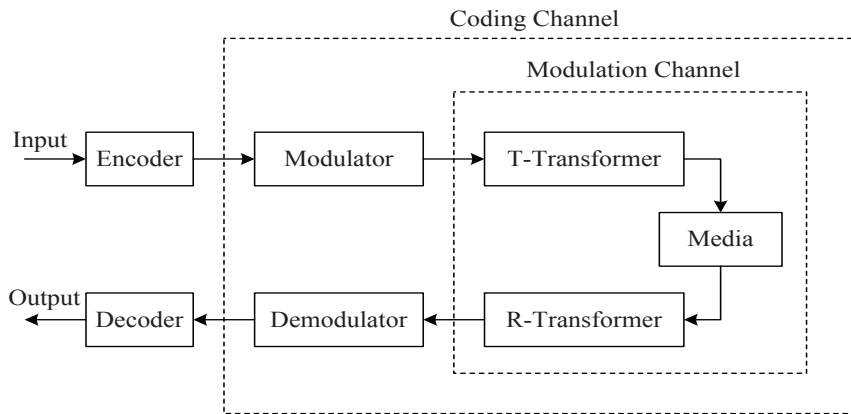 Coding Channel
Modulation Channel
Input
Encoder
Modulator
T-Transformer
Media
Output
Decoder
Demodulator
R-Transformer